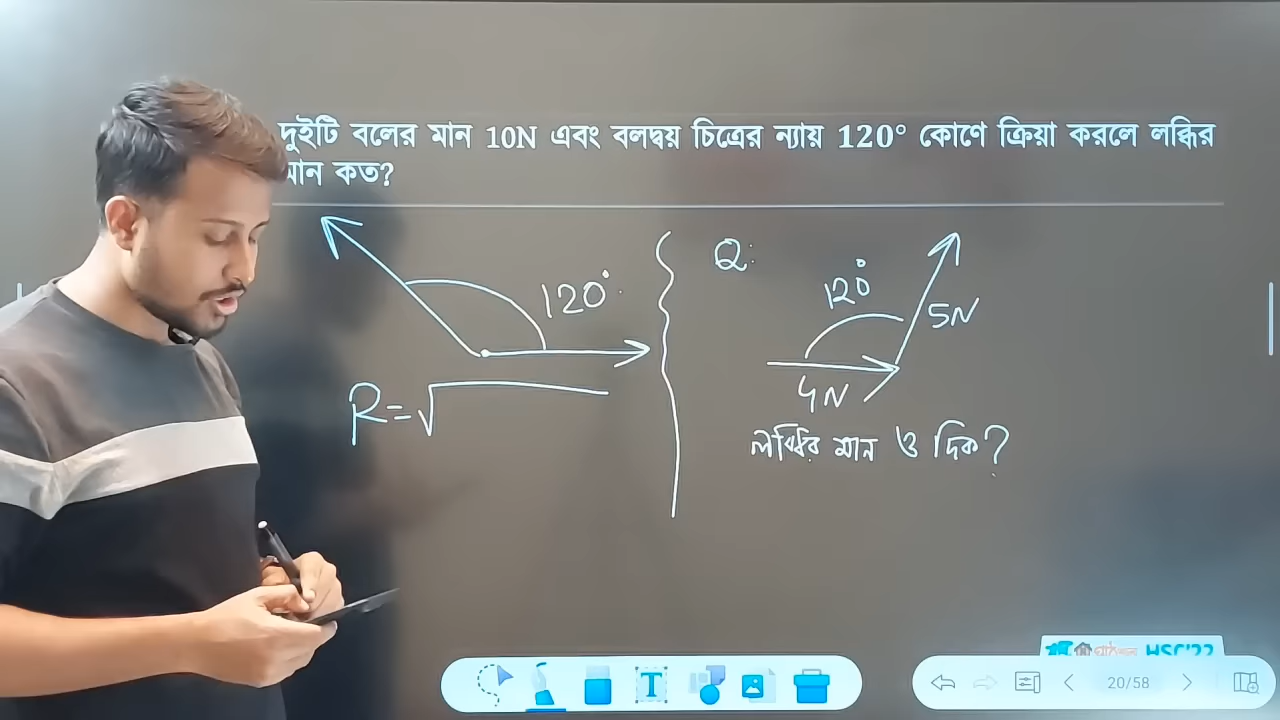 দুইটি বলের মান 10N এবং বলদ্বয় চিত্রের ন্যায় 120° কোণে ক্রিয়া করলে লব্ধির
মান কত?
120°
R=√
Q:
120°
5N
4N
লব্ধির মান ও দিক?
HSC'22
T
20/58